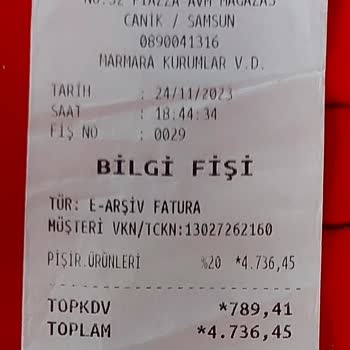 NO:52 PIAZZA AVM MAĞAZAS
CANİK / SAMSUN
0890041316
MARMARA KURUMLAR V.D.
TARİH : 24/11/2023
SAAT : 18:44:34
FİŞ NO : 0029
BİLGİ FİŞİ
TÜR: E-ARŞİV FATURA
MÜŞTERİ VKN/TCKN:13027262160
PİŞİR.ÜRÜNLERİ %20 *4.736,45
TOPKDV *789,41
TOPLAM *4.736,45